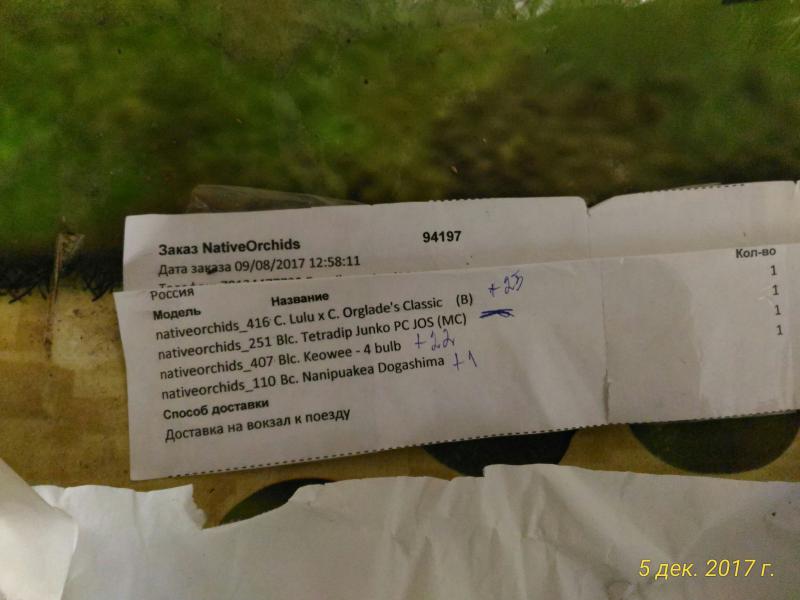 Заказ NativeOrchids 94197
Дата заказа 09/08/2017 12:58:11
Россия
Модель Название Кол-во
nativeorchids_416 C. Lulu x C. Orglade's Classic (B) +25 1
nativeorchids_251 Blc. Tetradip Junko PC JOS (MC) 1
nativeorchids_407 Blc. Keowee - 4 bulb +22 1
nativeorchids_110 Bc. Nanipuakea Dogashima +1 1
Способ доставки
Доставка на вокзал к поезду
5 дек. 2017 г.